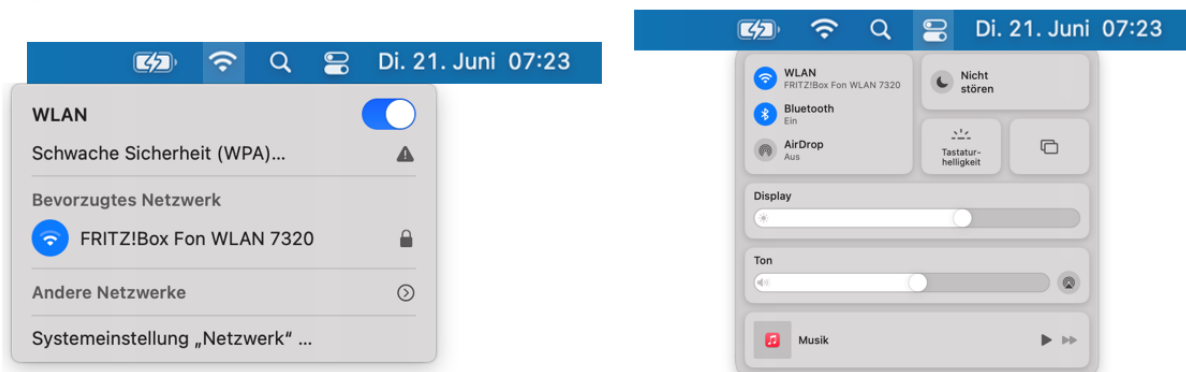 Di. 21. Juni 07:23
WLAN
Schwache Sicherheit (WPA)...
Bevorzugtes Netzwerk
FRITZ!Box Fon WLAN 7320
Andere Netzwerke
Systemeinstellung „Netzwerk“ ...
Di. 21. Juni 07:23
WLAN
FRITZ!Box Fon WLAN 7320
Bluetooth
Ein
AirDrop
Aus
Nicht
stören
Tastatur-
helligkeit
Display
Ton
Musik